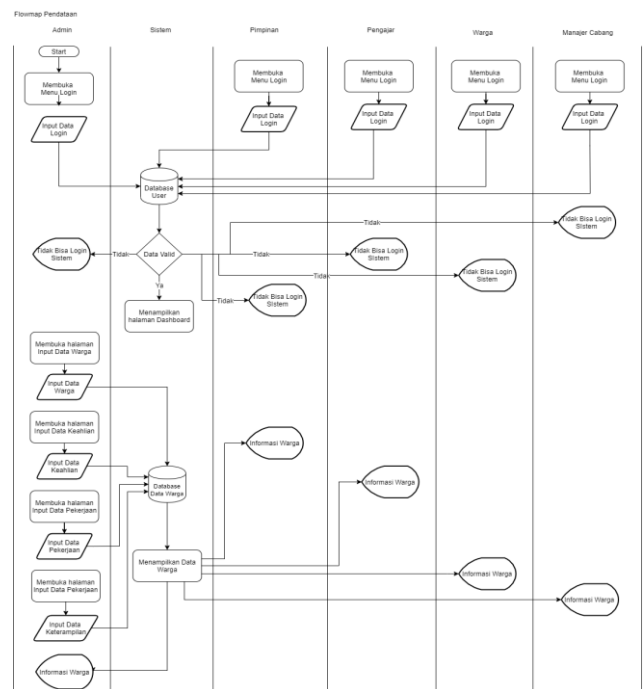 Flowmap Pendataan
Admin
Sistem
Pimpinan
Pengajar
Warga
Manajer Cabang
Start
Membuka
Menu Login
Membuka
Menu Login
Membuka
Menu Login
Membuka
Menu Login
Membuka
Menu Login
Input Data
Login
Input Data
Login
Input Data
Login
Input Data
Login
Input Data
Login
Database
User
Tidak Bisa Login
Sistem
Tidak
Data Valid
Tidak
Tidak Bisa Login
Sistem
Tidak
Tidak Bisa Login
Sistem
Tidak
Tidak Bisa Login
Sistem
Tidak
Tidak Bisa Login
SIstem
Ya
Menampilkan
halaman Dashboard
Membuka halaman
Input Data Warga
Input Data
Warga
Membuka halaman
Input Data Keahlian
Input Data
Keahlian
Membuka halaman
Input Data Pekerjaan
Input Data
Pekerjaan
Membuka halaman
Input Data Pekerjaan
Input Data
Katerampilan
Informasi Warga
Database
Data Warga
Menampilkan Data
Warga
Informasi Warga
Informasi Warga
Informasi Warga
Informasi Warga